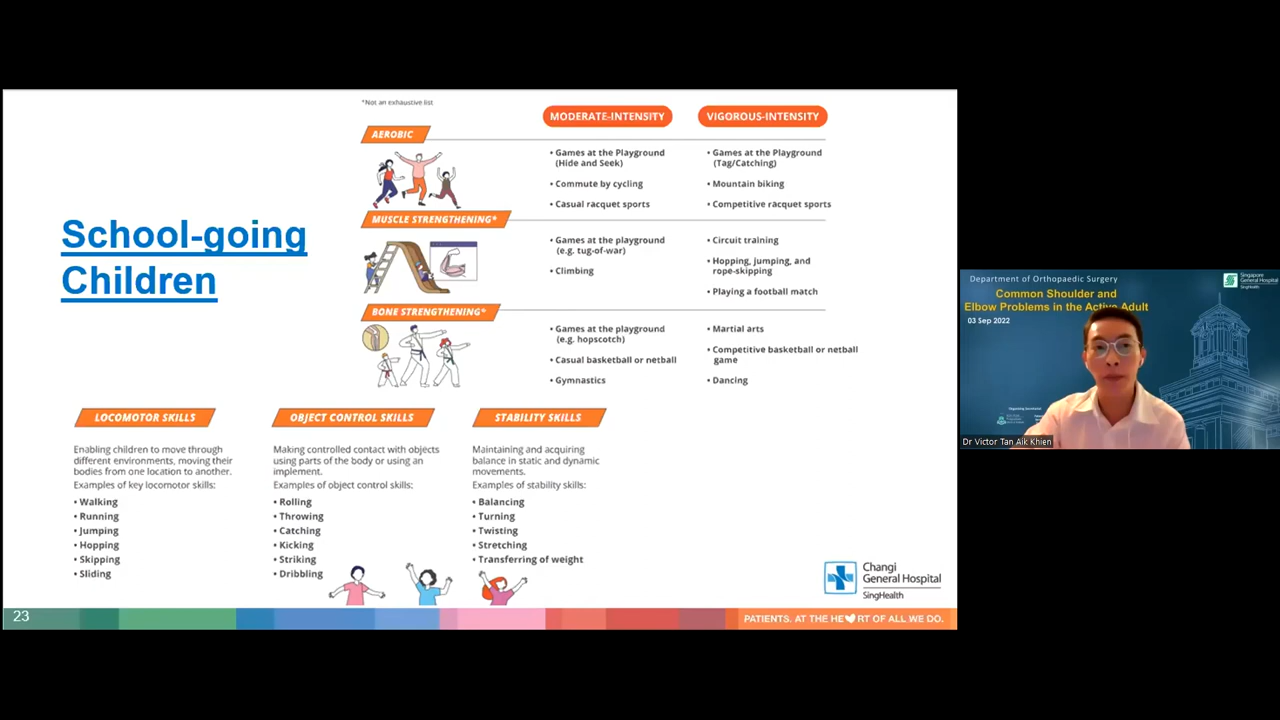 *Not an exhaustive list
MODERATE-INTENSITY
VIGOROUS-INTENSITY
AEROBIC
• Games at the Playground
(Hide and Seek)
• Commute by cycling
• Casual racquet sports
• Games at the Playground
(Tag/Catching)
• Mountain biking
• Competitive racquet sports
School-going
Children
MUSCLE STRENGTHENING*
• Games at the playground
(e.g. tug-of-war)
• Climbing
• Circuit training
• Hopping, jumping, and
rope-skipping
• Playing a football match
BONE STRENGTHENING*
• Games at the playground
(e.g. hopscotch)
• Casual basketball or netball
• Gymnastics
• Martial arts
• Competitive basketball or netball
game
• Dancing
LOCOMOTOR SKILLS
Enabling children to move through
different environments, moving their
bodies from one location to another.
Examples of key locomotor skills:
• Walking
• Running
• Jumping
• Hopping
• Skipping
• Sliding
OBJECT CONTROL SKILLS
Making controlled contact with objects
using parts of the body or using an
implement.
Examples of object control skills:
• Rolling
• Throwing
• Catching
• Kicking
• Striking
• Dribbling
STABILITY SKILLS
Maintaining and acquiring
balance in static and dynamic
movements.
Examples of stability skills:
• Balancing
• Turning
• Twisting
• Stretching
• Transferring of weight
Changi
General Hospital
SingHealth
23
PATIENTS. AT THE HE RT OF ALL WE DO.
Department of Orthopaedic Surgery
Singapore
General Hospital
SingHealth
Common Shoulder and
Elbow Problems in the Active Adult
03 Sep 2022
Dr Victor Tan Aik Khien